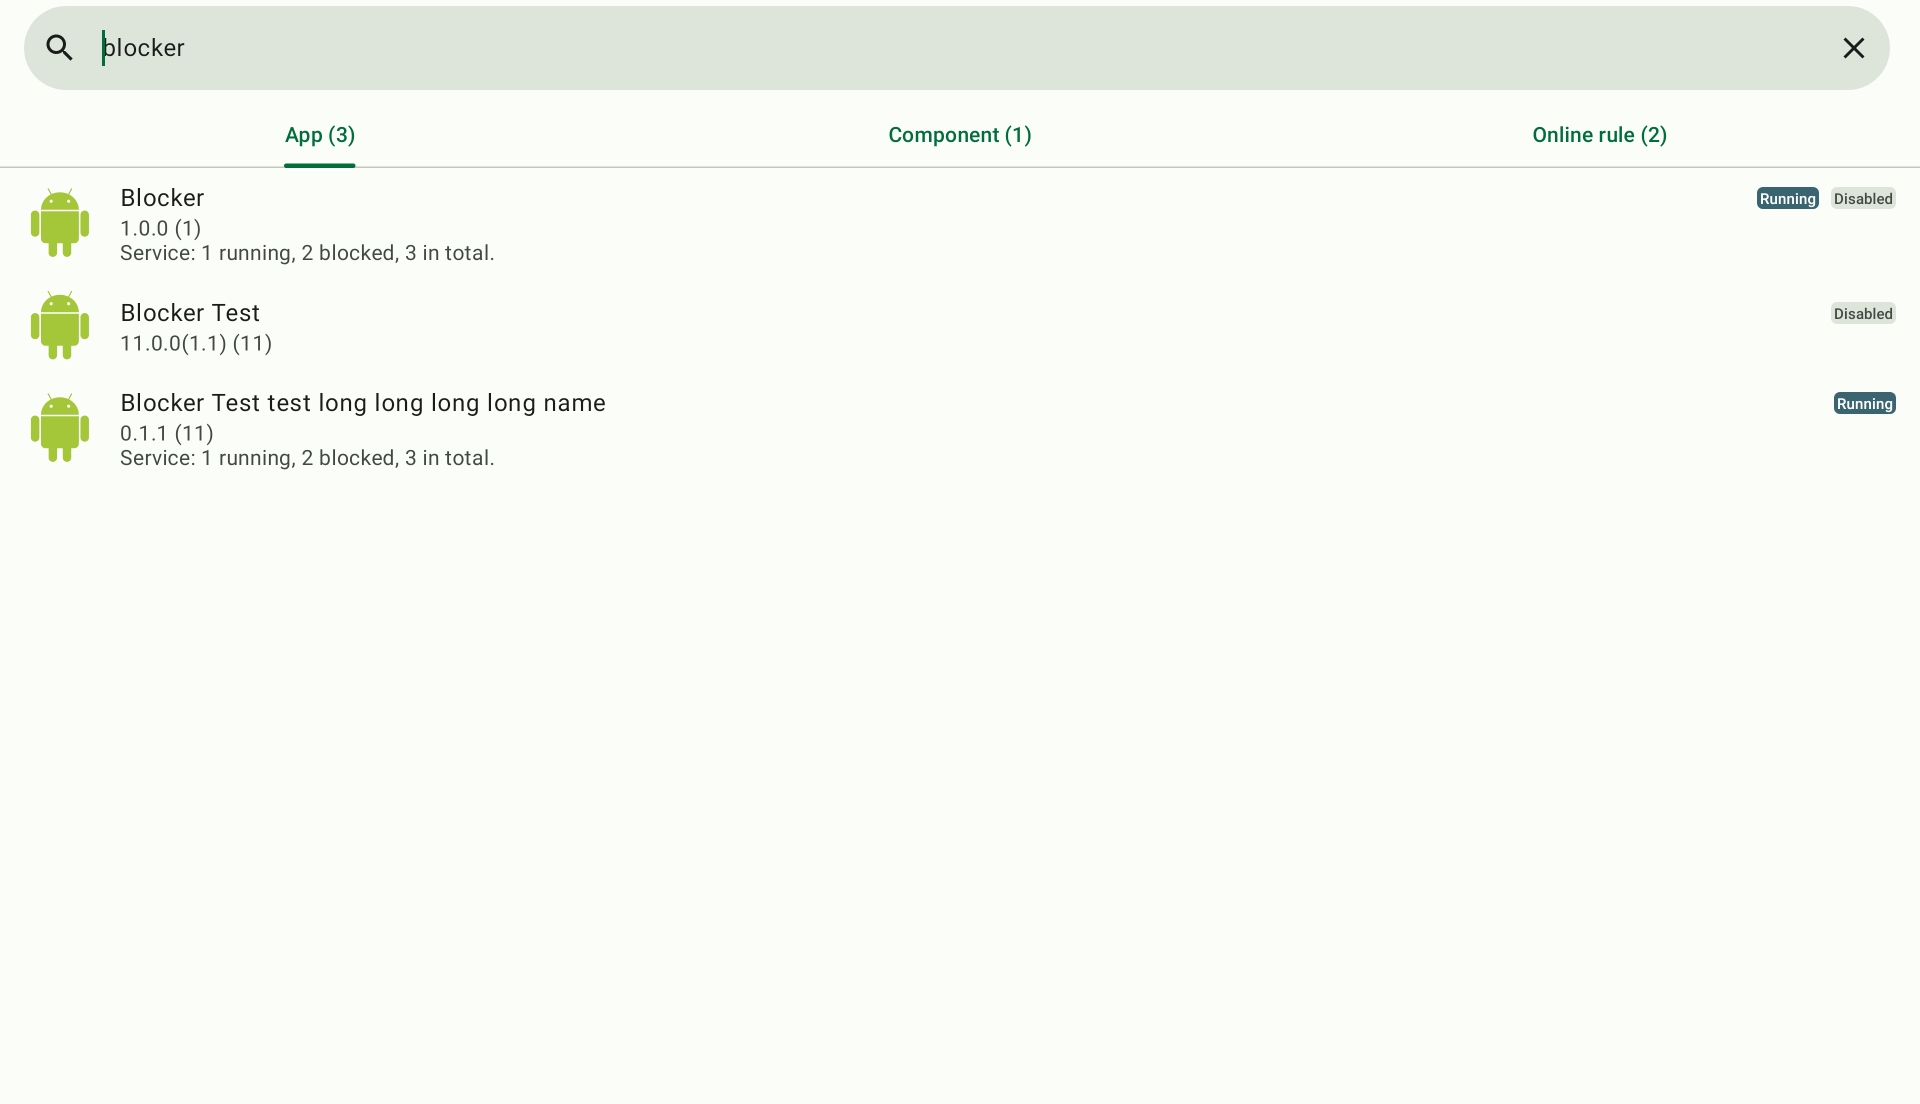 blocker
App (3)
Component (1)
Online rule (2)
Blocker
Running
Disabled
1.0.0 (1)
Service: 1 running, 2 blocked, 3 in total.
Blocker Test
Disabled
11.0.0(1.1) (11)
Blocker Test test long long long long name
Running
0.1.1 (11)
Service: 1 running, 2 blocked, 3 in total.